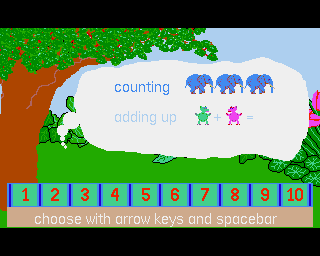 counting
adding up + =
1 2 3 4 5 6 7 8 9 10
choose with arrow keys and spacebar